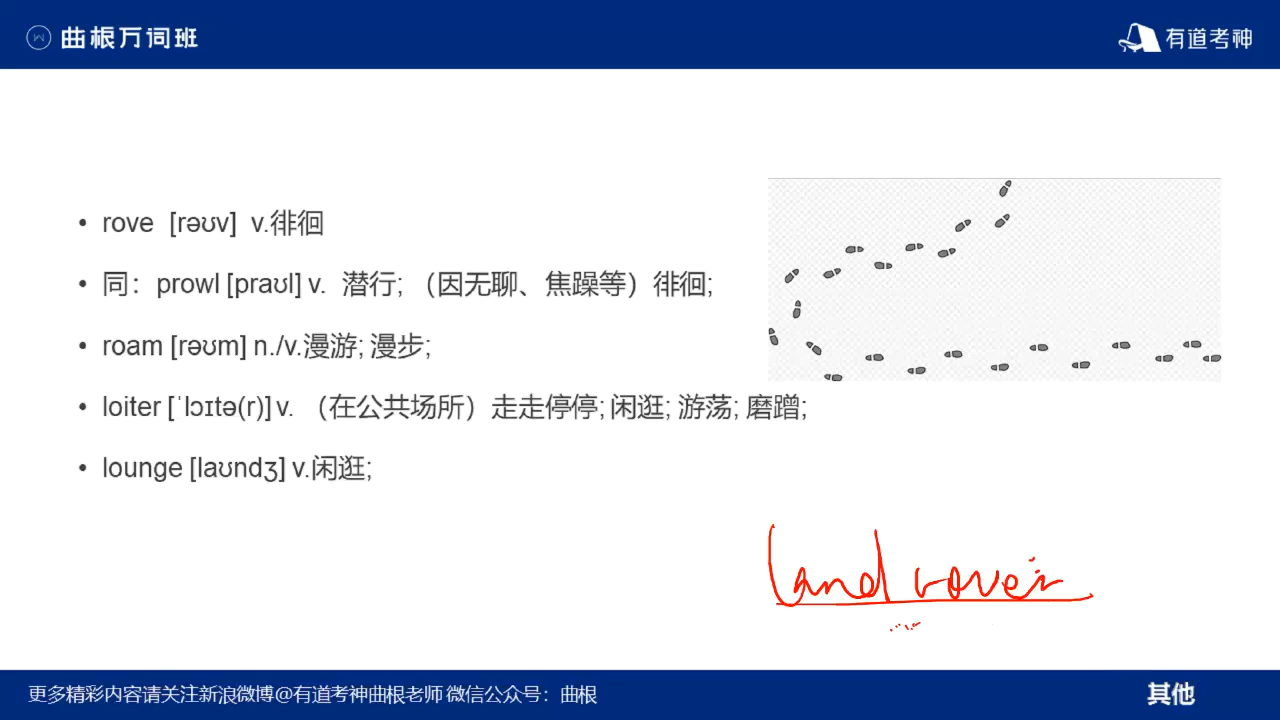 曲根万词班
有道考神
• rove [rəʊv] v.徘徊
• 同：prowl [praʊl] v. 潜行; （因无聊、焦躁等）徘徊;
• roam [rəʊm] n./v.漫游; 漫步;
• loiter [ˈlɔɪtə(r)] v. （在公共场所）走走停停; 闲逛; 游荡; 磨蹭;
• lounge [laʊndʒ] v.闲逛;
Land rover
更多精彩内容请关注新浪微博@有道考神曲根老师 微信公众号：曲根
其他